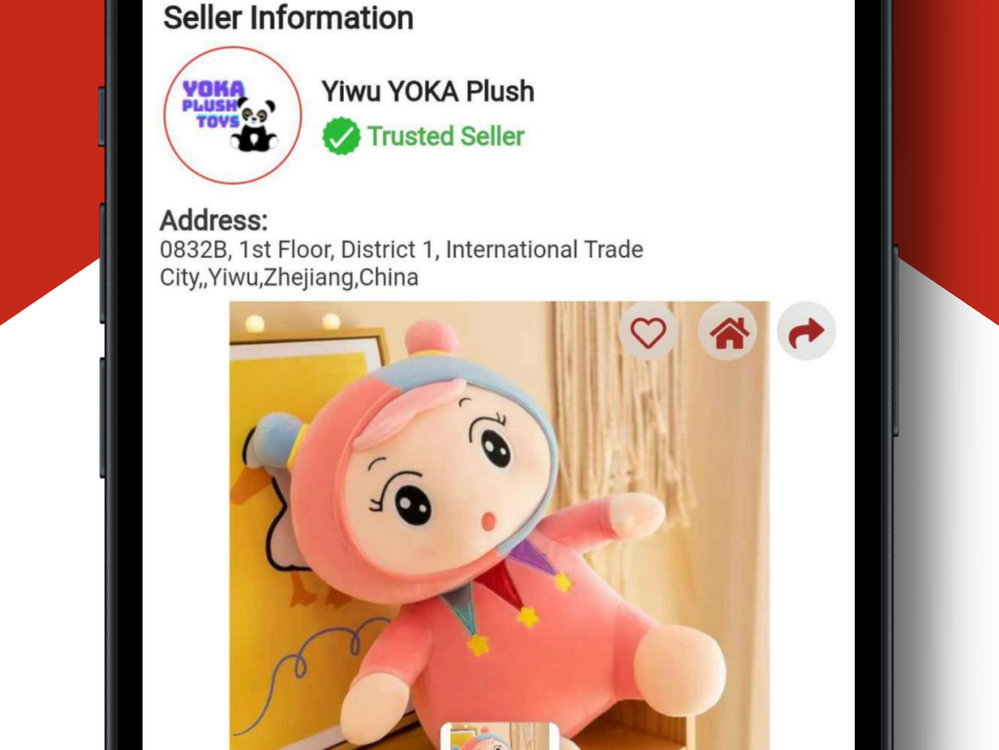 Seller Information
YOKA
PLUSH
TOYS
Yiwu YOKA Plush
Trusted Seller
Address:
0832B, 1st Floor, District 1, International Trade
City,,Yiwu,Zhejiang,China